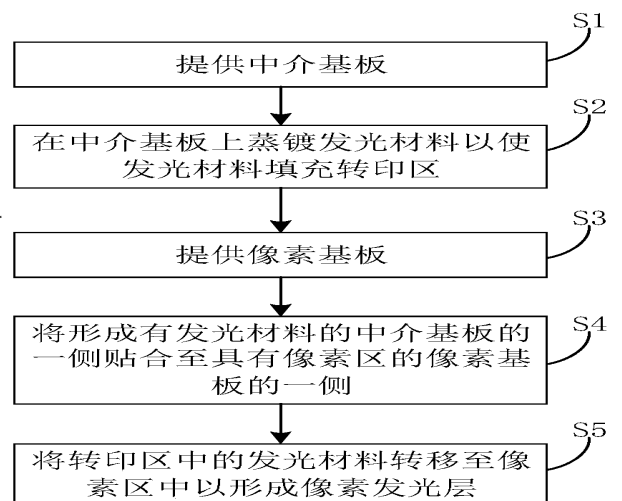 S1
提供中介基板
S2
在中介基板上蒸镀发光材料以使
发光材料填充转印区
S3
提供像素基板
S4
将形成有发光材料的中介基板的
一侧贴合至具有像素区的像素基
板的一侧
S5
将转印区中的发光材料转移至像
素区中以形成像素发光层